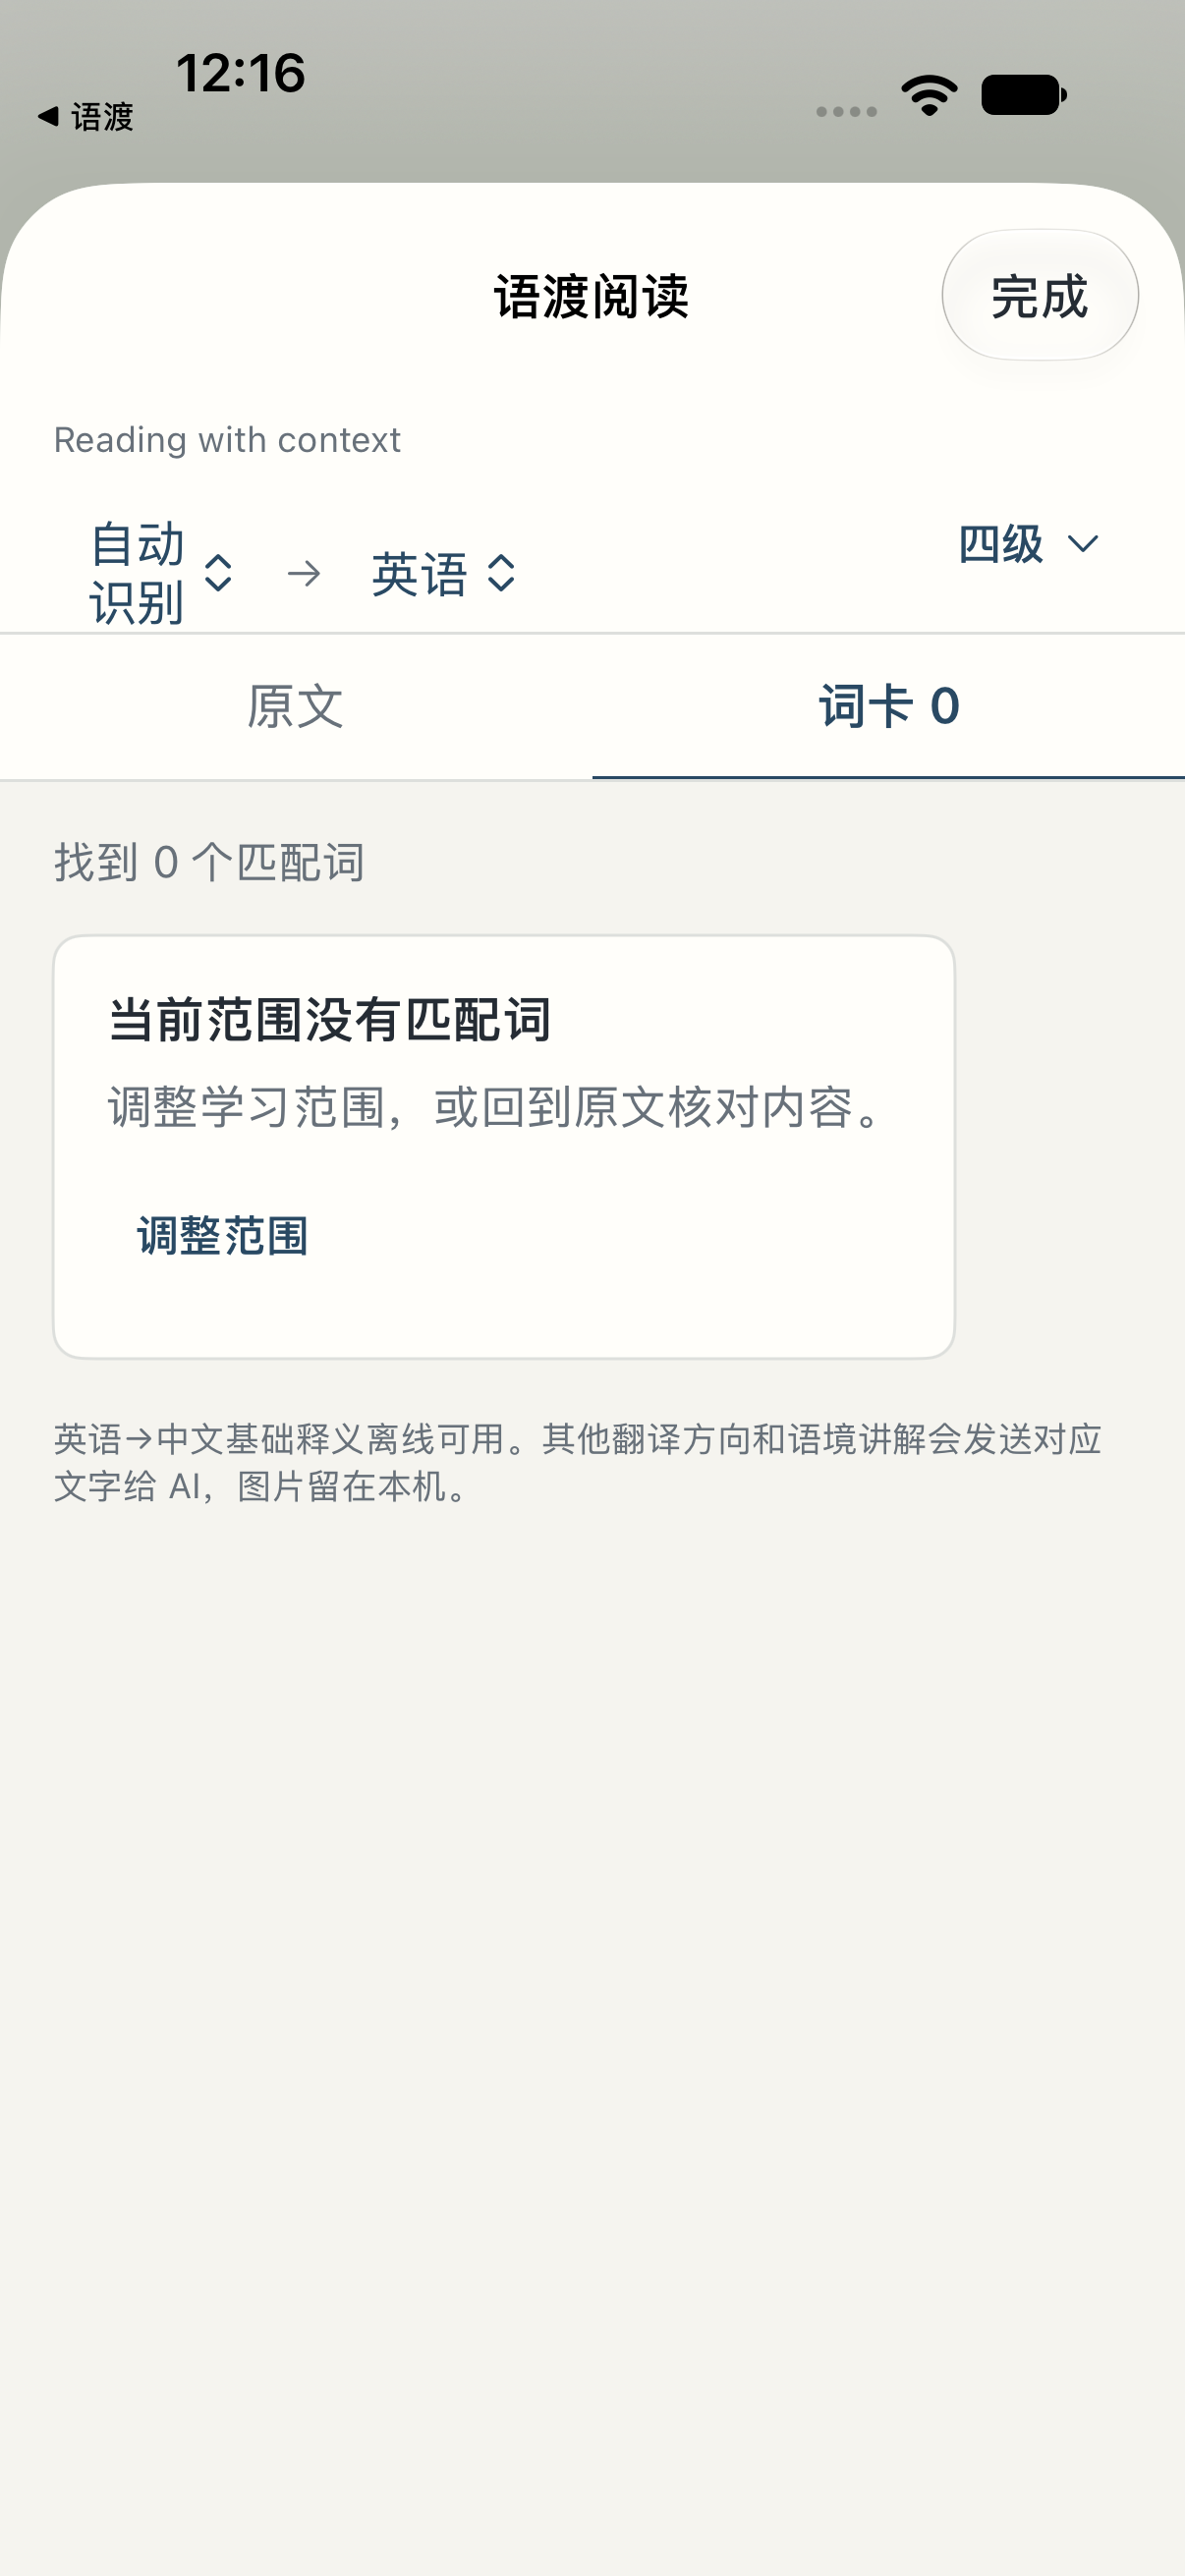 12:16
语渡
语渡阅读
完成
Reading with context
自动
识别
→
英语
四级
原文
词卡 0
找到 0 个匹配词
当前范围没有匹配词
调整学习范围，或回到原文核对内容。
调整范围
英语→中文基础释义离线可用。其他翻译方向和语境讲解会发送对应
文字给 AI，图片留在本机。